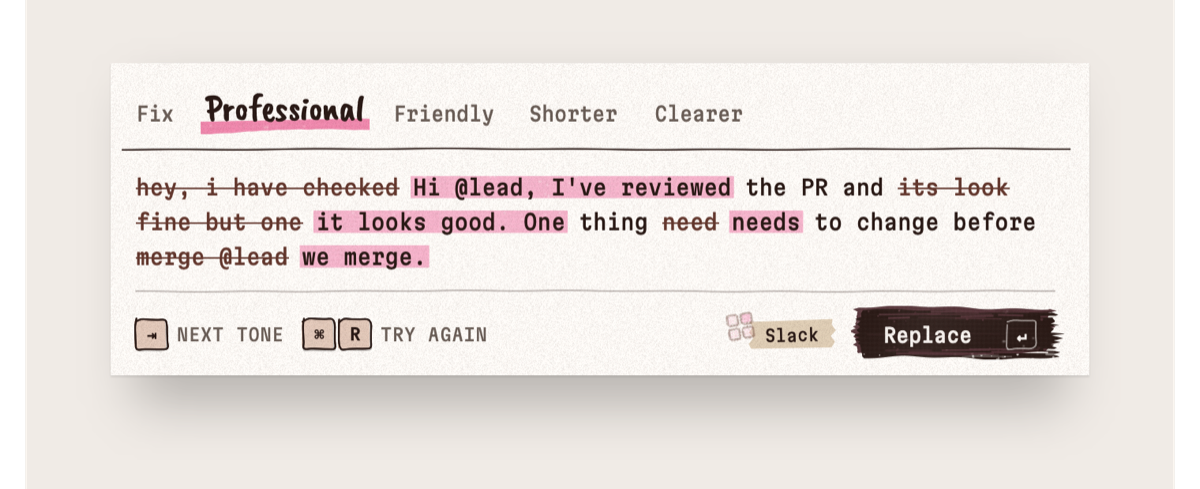 Fix Professional Friendly Shorter Clearer
hey, i have checked Hi @lead, I've reviewed the PR and its look
fine but one it looks good. One thing need needs to change before
merge @lead we merge.
⇥ NEXT TONE ⌘ R TRY AGAIN Slack Replace ↵